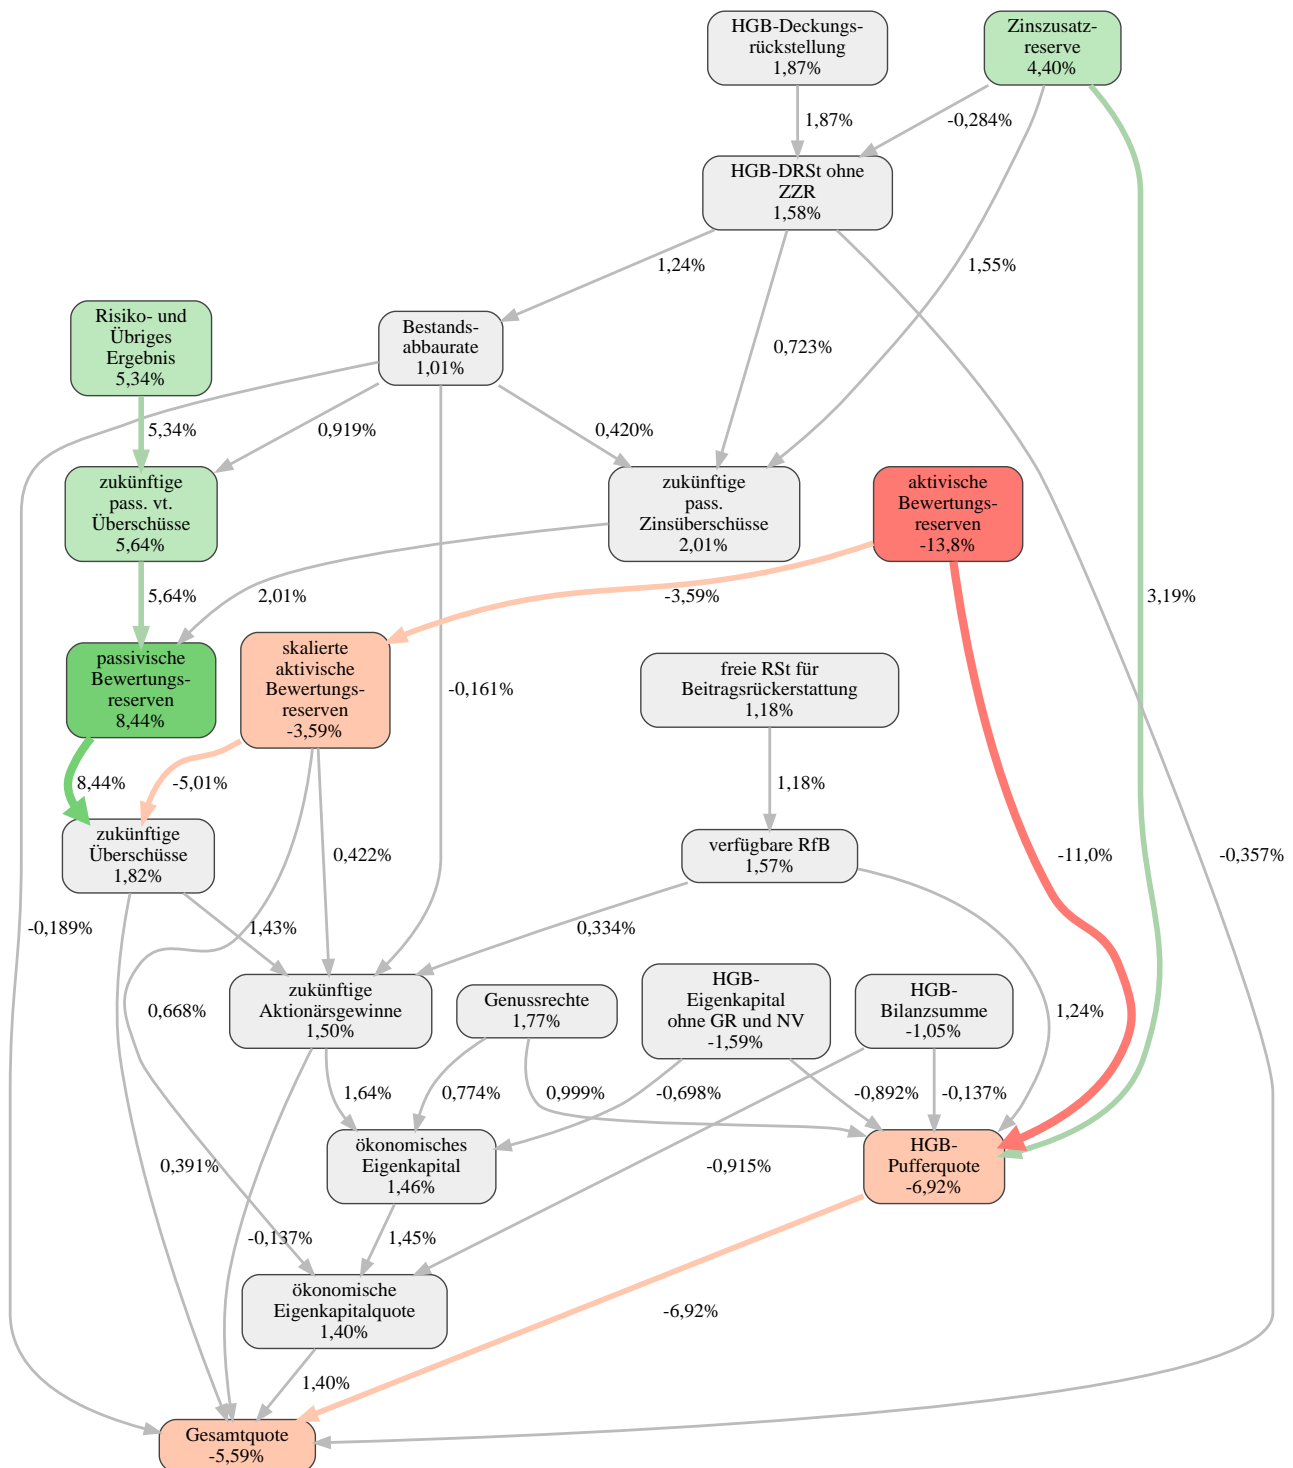 HGB-Deckungs-
rückstellung
1,87%
Zinszusatz-
reserve
4,40%
1,87%
-0,284%
HGB-DRSt ohne
ZZR
1,58%
1,24%
1,55%
Risiko- und
Übriges
Ergebnis
5,34%
Bestands-
abbaurate
1,01%
0,723%
5,34%
0,919%
0,420%
zukünftige
pass. vt.
Überschüsse
5,64%
zukünftige
pass.
Zinsüberschüsse
2,01%
aktivische
Bewertungs-
reserven
-13,8%
5,64%
2,01%
-3,59%
3,19%
passivische
Bewertungs-
reserven
8,44%
skalierte
aktivische
Bewertungs-
reserven
-3,59%
-0,161%
freie RSt für
Beitragsrückerstattung
1,18%
8,44%
-5,01%
1,18%
zukünftige
Überschüsse
1,82%
0,422%
verfügbare RfB
1,57%
-11,0%
-0,357%
-0,189%
1,43%
0,334%
zukünftige
Aktionärsgewinne
1,50%
Genussrechte
1,77%
HGB-
Eigenkapital
ohne GR und NV
-1,59%
HGB-
Bilanzsumme
-1,05%
0,668%
1,24%
1,64%
0,774%
0,999%
-0,698%
-0,892%
-0,137%
ökonomisches
Eigenkapital
1,46%
HGB-
Pufferquote
-6,92%
0,391%
-0,915%
-0,137%
1,45%
ökonomische
Eigenkapitalquote
1,40%
-6,92%
1,40%
Gesamtquote
-5,59%